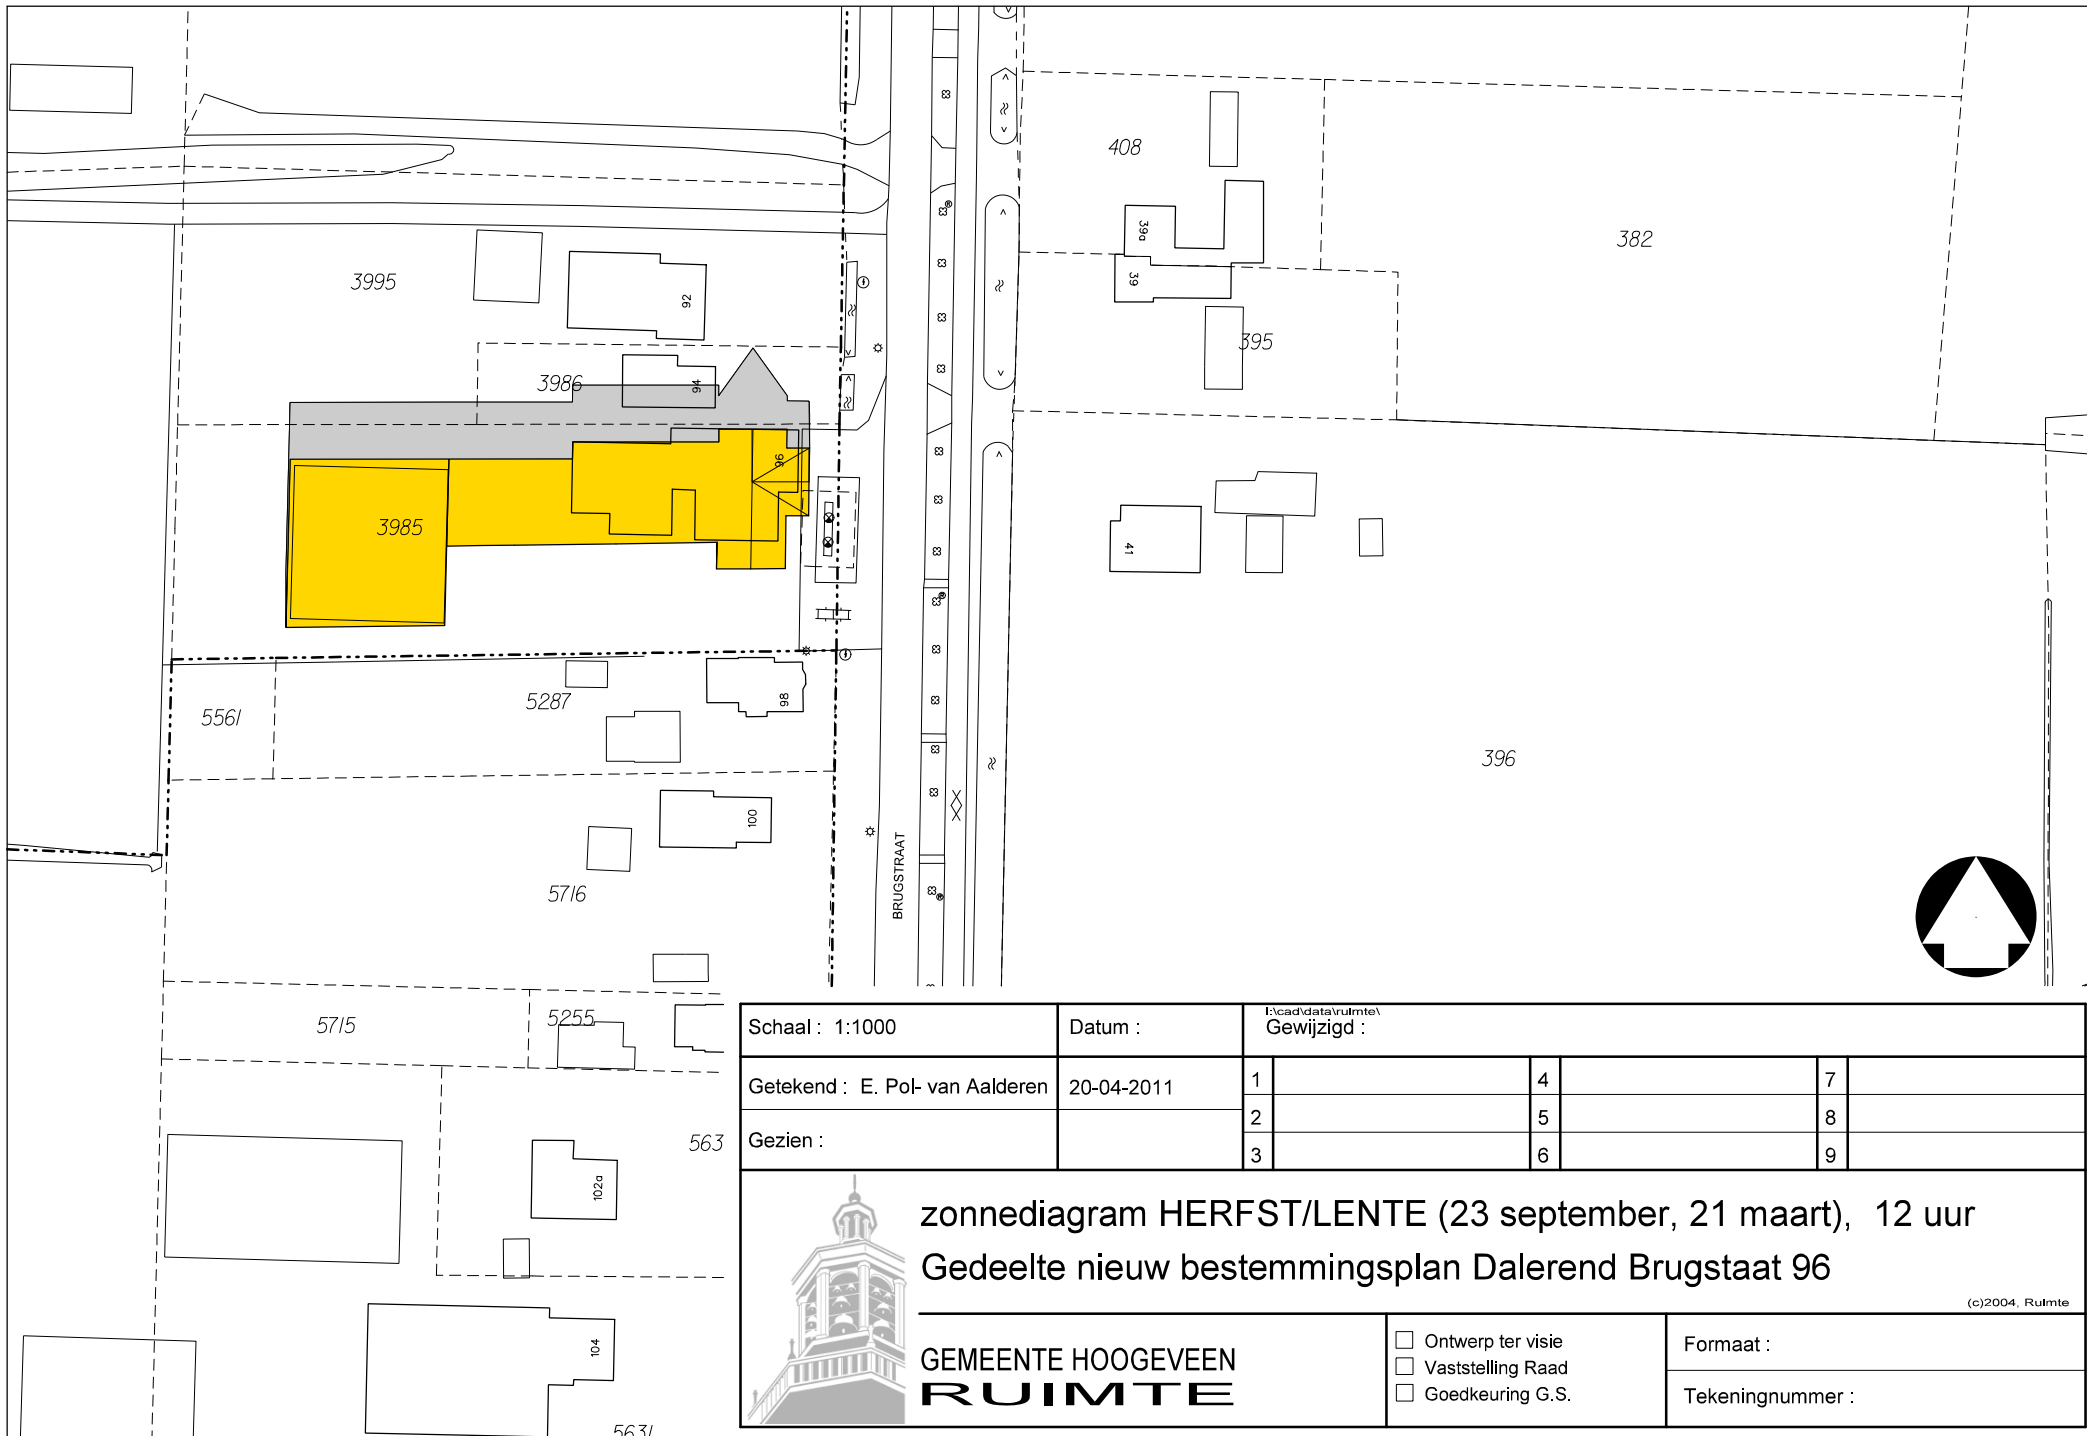 408
382
39a
39
3995
92
395
3986
94
96
3985
41
5287
98
5561
396
100
BRUGSTRAAT
5716
5715
5255
563
102a
104
5631
Schaal : 1:1000
Datum :
l:\cad\data\ruimte\
Gewijzigd :
Getekend : E. Pol- van Aalderen
20-04-2011
Gezien :
1
4
7
2
5
8
3
6
9
zonnediagram HERFST/LENTE (23 september, 21 maart), 12 uur
Gedeelte nieuw bestemmingsplan Dalerend Brugstaat 96
(c)2004, Ruimte
GEMEENTE HOOGEVEEN
RUIMTE
Ontwerp ter visie
Vaststelling Raad
Goedkeuring G.S.
Formaat :
Tekeningnummer :